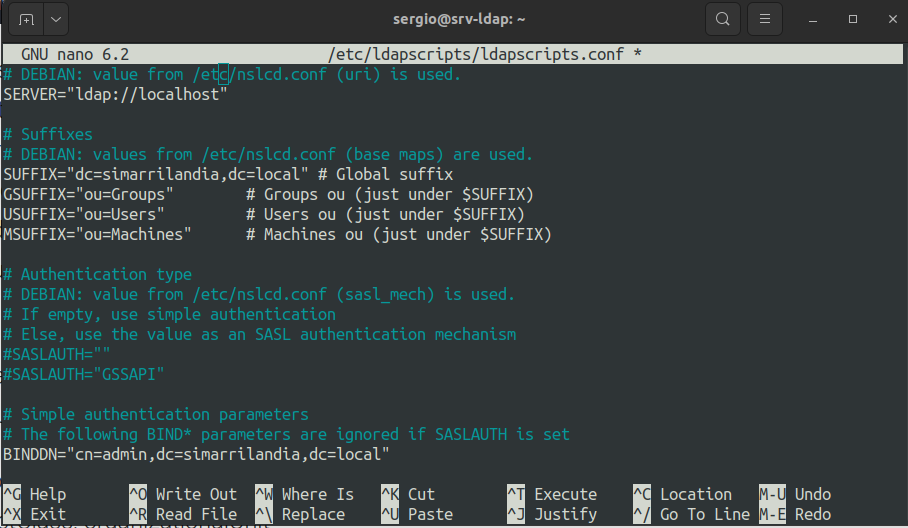 sergio@srv-ldap: ~
GNU nano 6.2 /etc/ldapscripts/ldapscripts.conf *
# DEBIAN: value from /etc/nslcd.conf (uri) is used.
SERVER="ldap://localhost"
# Suffixes
# DEBIAN: values from /etc/nslcd.conf (base maps) are used.
SUFFIX="dc=simarrilandia,dc=local" # Global suffix
GSUFFIX="ou=Groups" # Groups ou (just under $SUFFIX)
USUFFIX="ou=Users" # Users ou (just under $SUFFIX)
MSUFFIX="ou=Machines" # Machines ou (just under $SUFFIX)
# Authentication type
# DEBIAN: value from /etc/nslcd.conf (sasl_mech) is used.
# If empty, use simple authentication
# Else, use the value as an SASL authentication mechanism
#SASLAUTH=""
#SASLAUTH="GSSAPI"
# Simple authentication parameters
# The following BIND* parameters are ignored if SASLAUTH is set
BINDDN="cn=admin,dc=simarrilandia,dc=local"
^G Help ^O Write Out ^W Where Is ^K Cut ^T Execute ^C Location M-U Undo
^X Exit ^R Read File ^\ Replace ^U Paste ^J Justify ^/ Go To Line M-E Redo